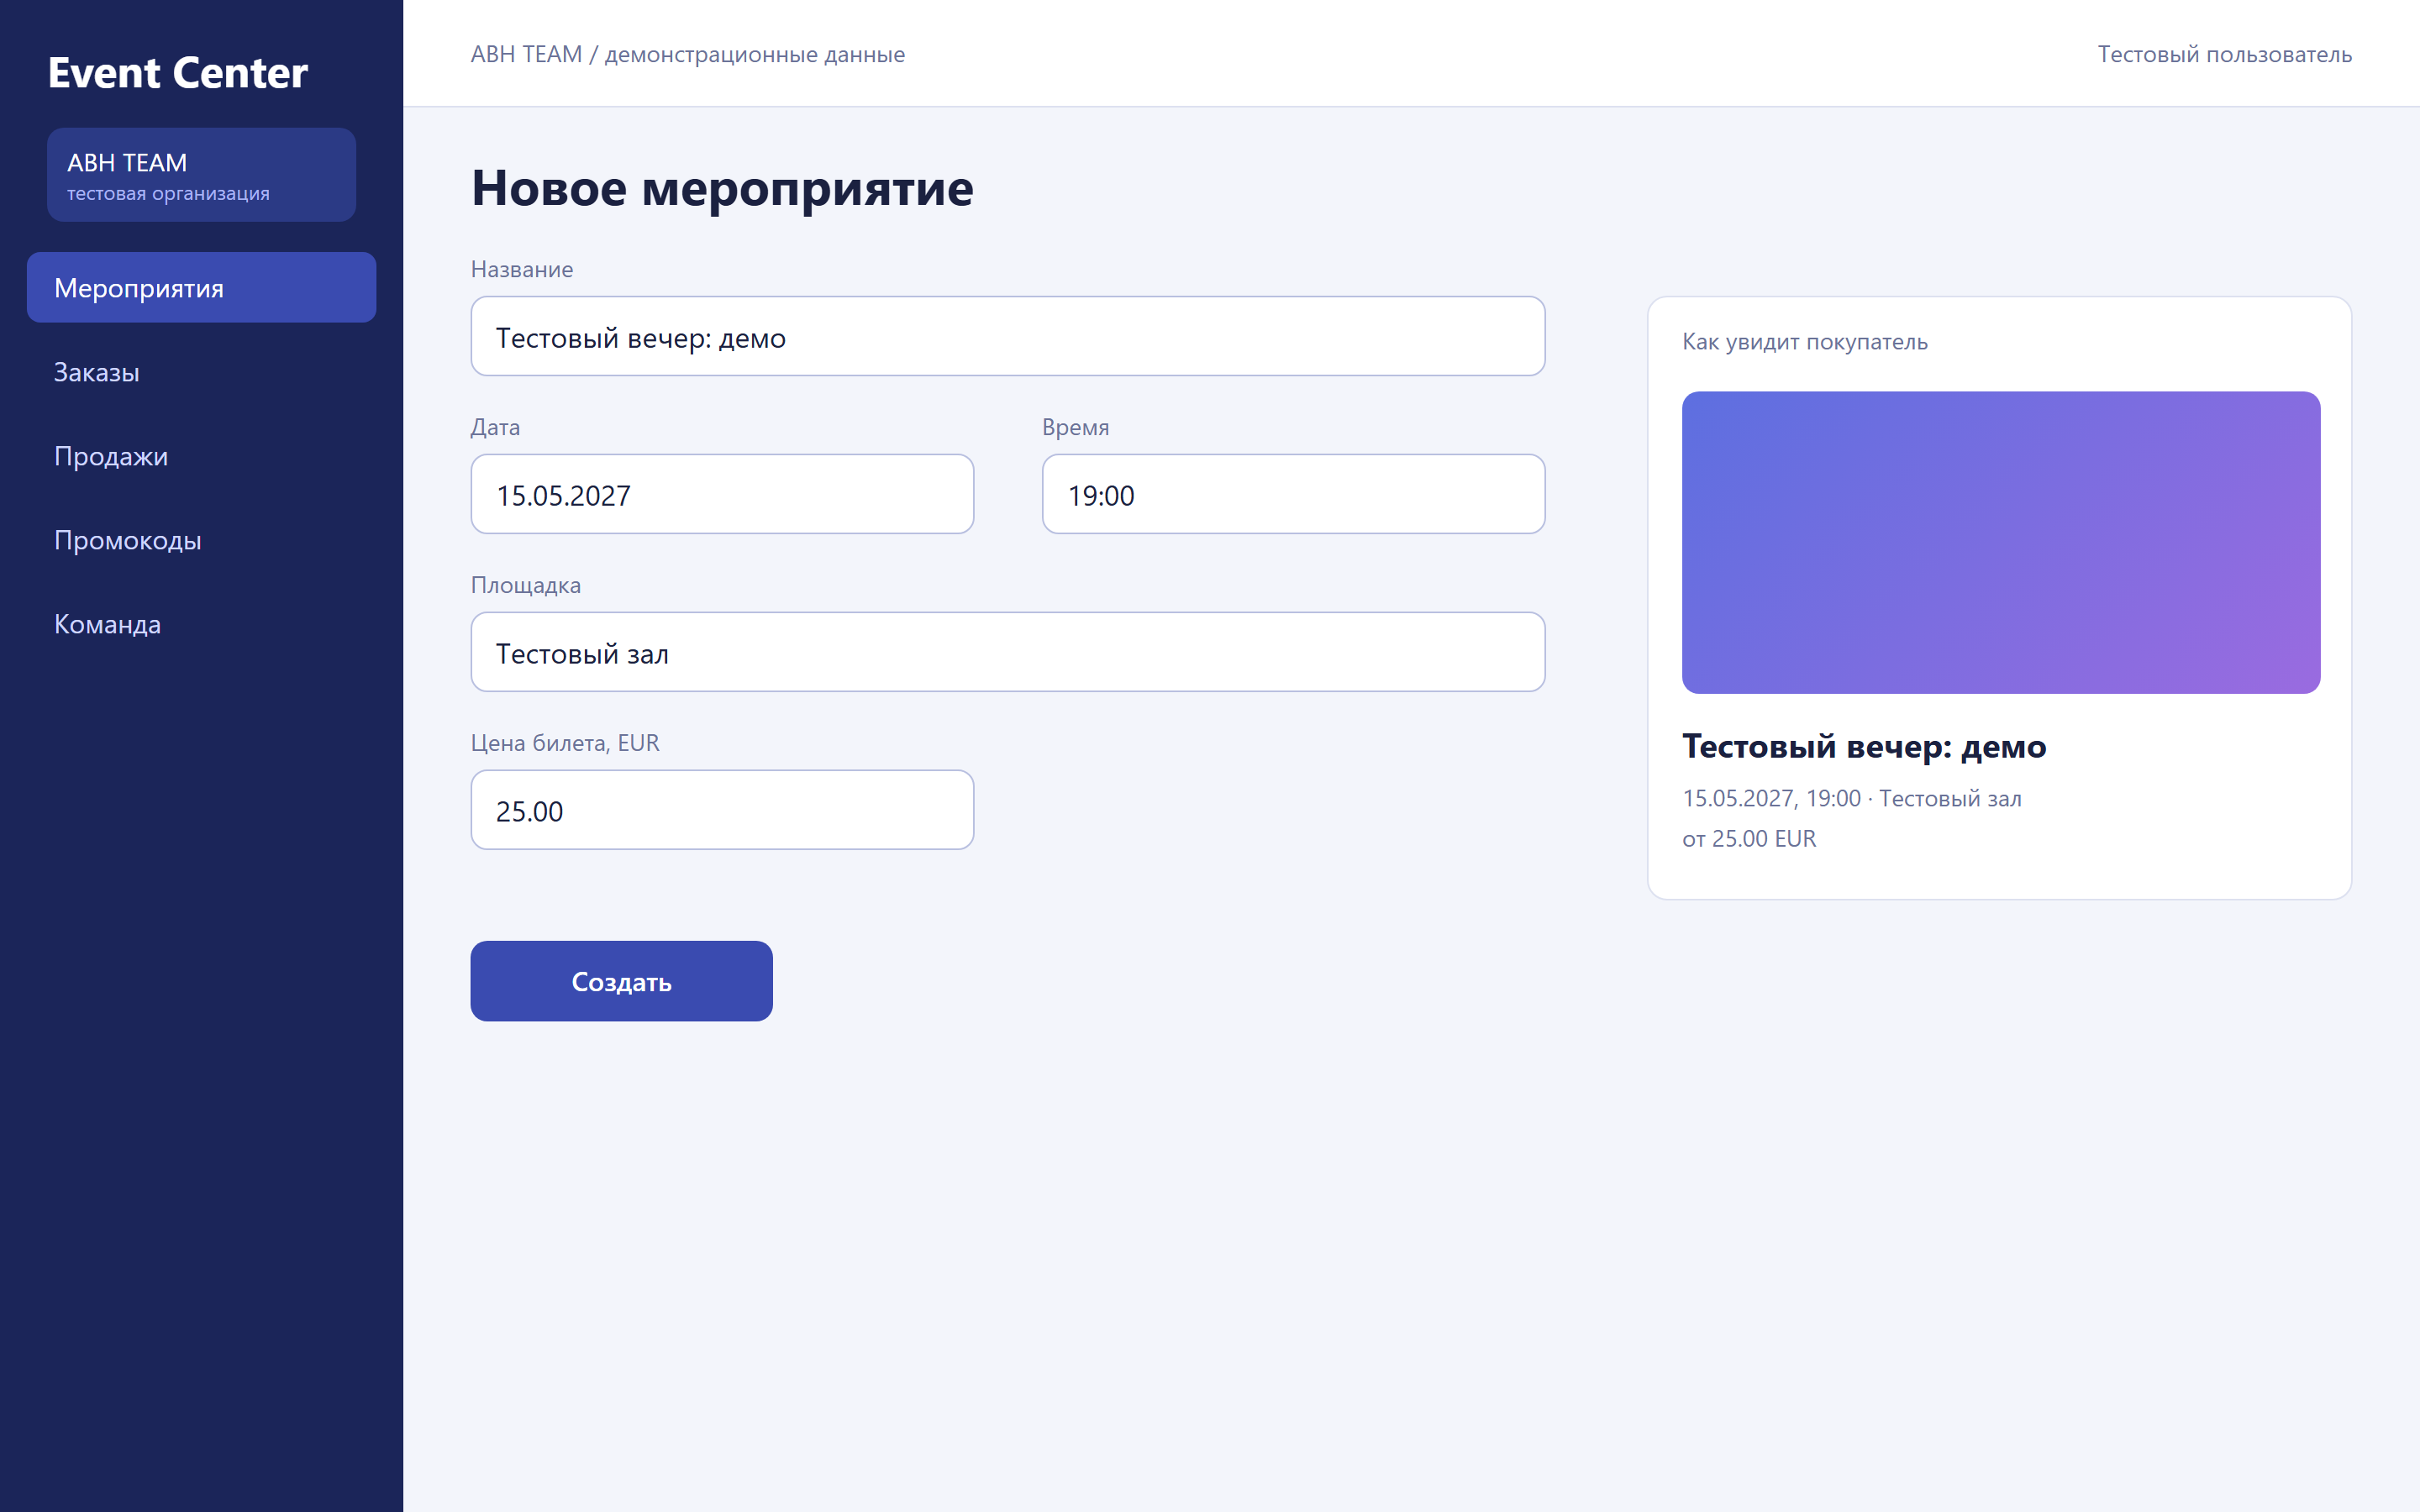 Event Center
ABH TEAM
тестовая организация
Мероприятия
Заказы
Продажи
Промокоды
Команда
ABH TEAM / демонстрационные данные
Тестовый пользователь
Новое мероприятие
Название
Тестовый вечер: демо
Дата
Время
15.05.2027
19:00
Площадка
Тестовый зал
Цена билета, EUR
25.00
Создать
Как увидит покупатель
Тестовый вечер: демо
15.05.2027, 19:00 · Тестовый зал
от 25.00 EUR